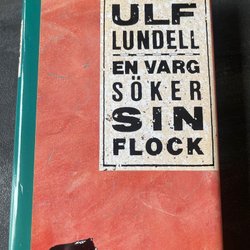 ULF
LUNDELL
EN VARG
SÖKER
SIN
FLOCK